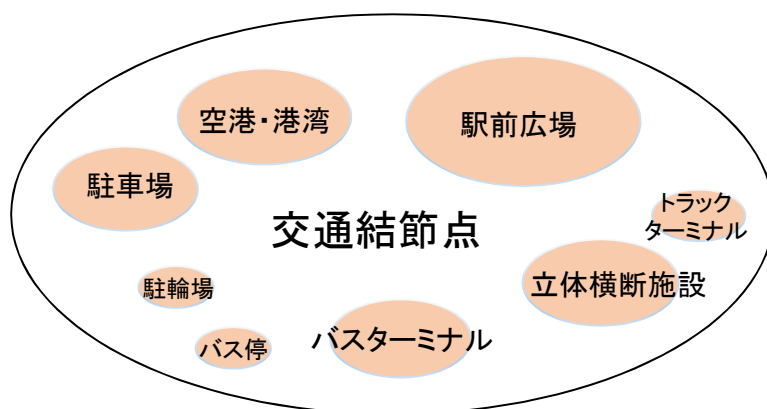 空港・港湾
駅前広場
駐車場
トラック
ターミナル
交通結節点
立体横断施設
駐輪場
バスターミナル
バス停